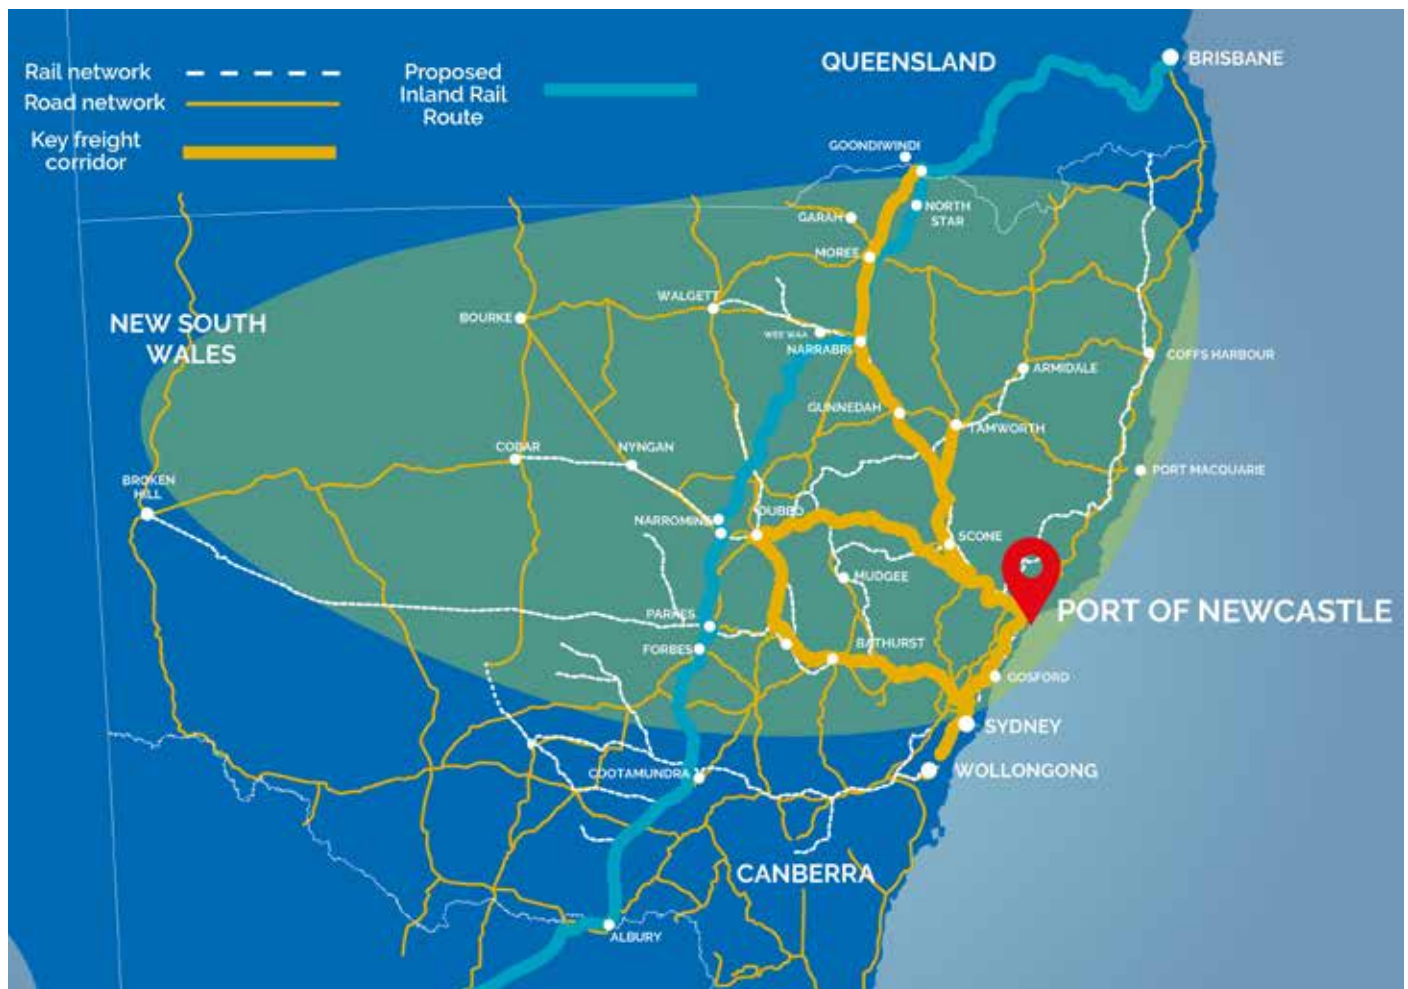 QUEENSLAND
BRISBANE
Rail network
Road network
Key freight
corridor
Proposed
Inland Rail
Route
GOONDIWINDI
NORTH
STAR
GARAH
MOREE
WALGETT
BOURKE
WEE WAA
NARRABRI
NEW SOUTH
WALES
COFFS HARBOUR
ARMIDALE
GUNNEDAH
TAMWORTH
COBAR
NYNGAN
PORT MACQUARIE
BROKEN
HILL
DUBBO
SCONE
MUDGEE
PORT OF NEWCASTLE
PARKES
FORBES
BATHURST
GOSFORD
SYDNEY
WOLLONGONG
COOTAMUNDRA
CANBERRA
ALBURY